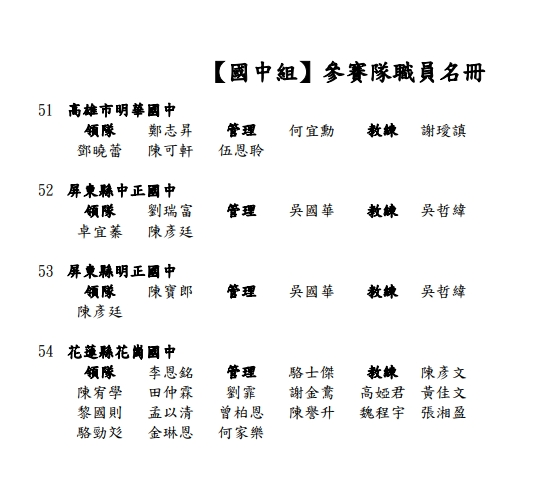 【國中組】參賽隊職員名冊
51 高雄市明華國中
領隊 鄭志昇 管理 何宜勳 教練 謝璦謓
鄧曉蕾 陳可軒 伍恩聆
52 屏東縣中正國中
領隊 劉瑞富 管理 吳國華 教練 吳哲緯
卓宜蓁 陳彥廷
53 屏東縣明正國中
領隊 陳寶郎 管理 吳國華 教練 吳哲緯
陳彥廷
54 花蓮縣花崗國中
領隊 李恩銘 管理 駱士傑 教練 陳彥文
陳宥學 田仲霖 劉霏 謝金鴦 高婭君 黃佳文
黎國則 孟以清 曾柏恩 陳譽升 魏程宇 張湘盈
金琳恩 何家樂